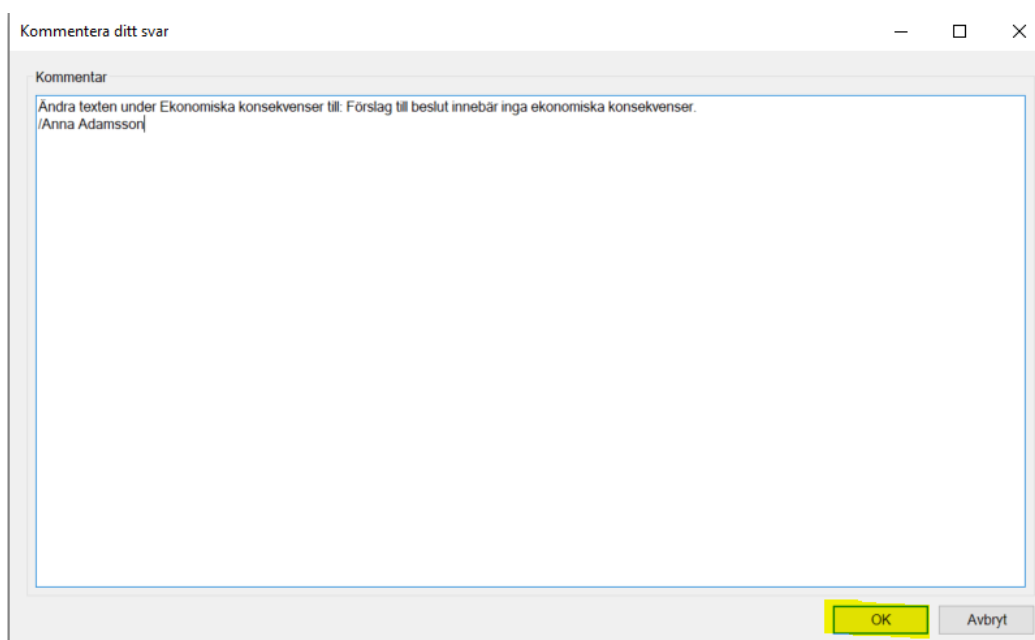 Kommentera ditt svar
Kommentar
Ändra texten under Ekonomiska konsekvenser till: Förslag till beslut innebär inga ekonomiska konsekvenser.
/Anna Adamsson
OK
Avbryt